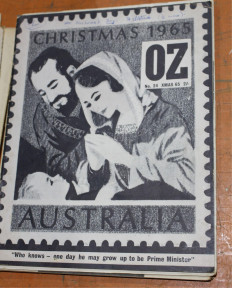 CHRISTMAS 1965
OZ
AUSTRALIA
"Who knows - one day he may grow up to be Prime Minister"